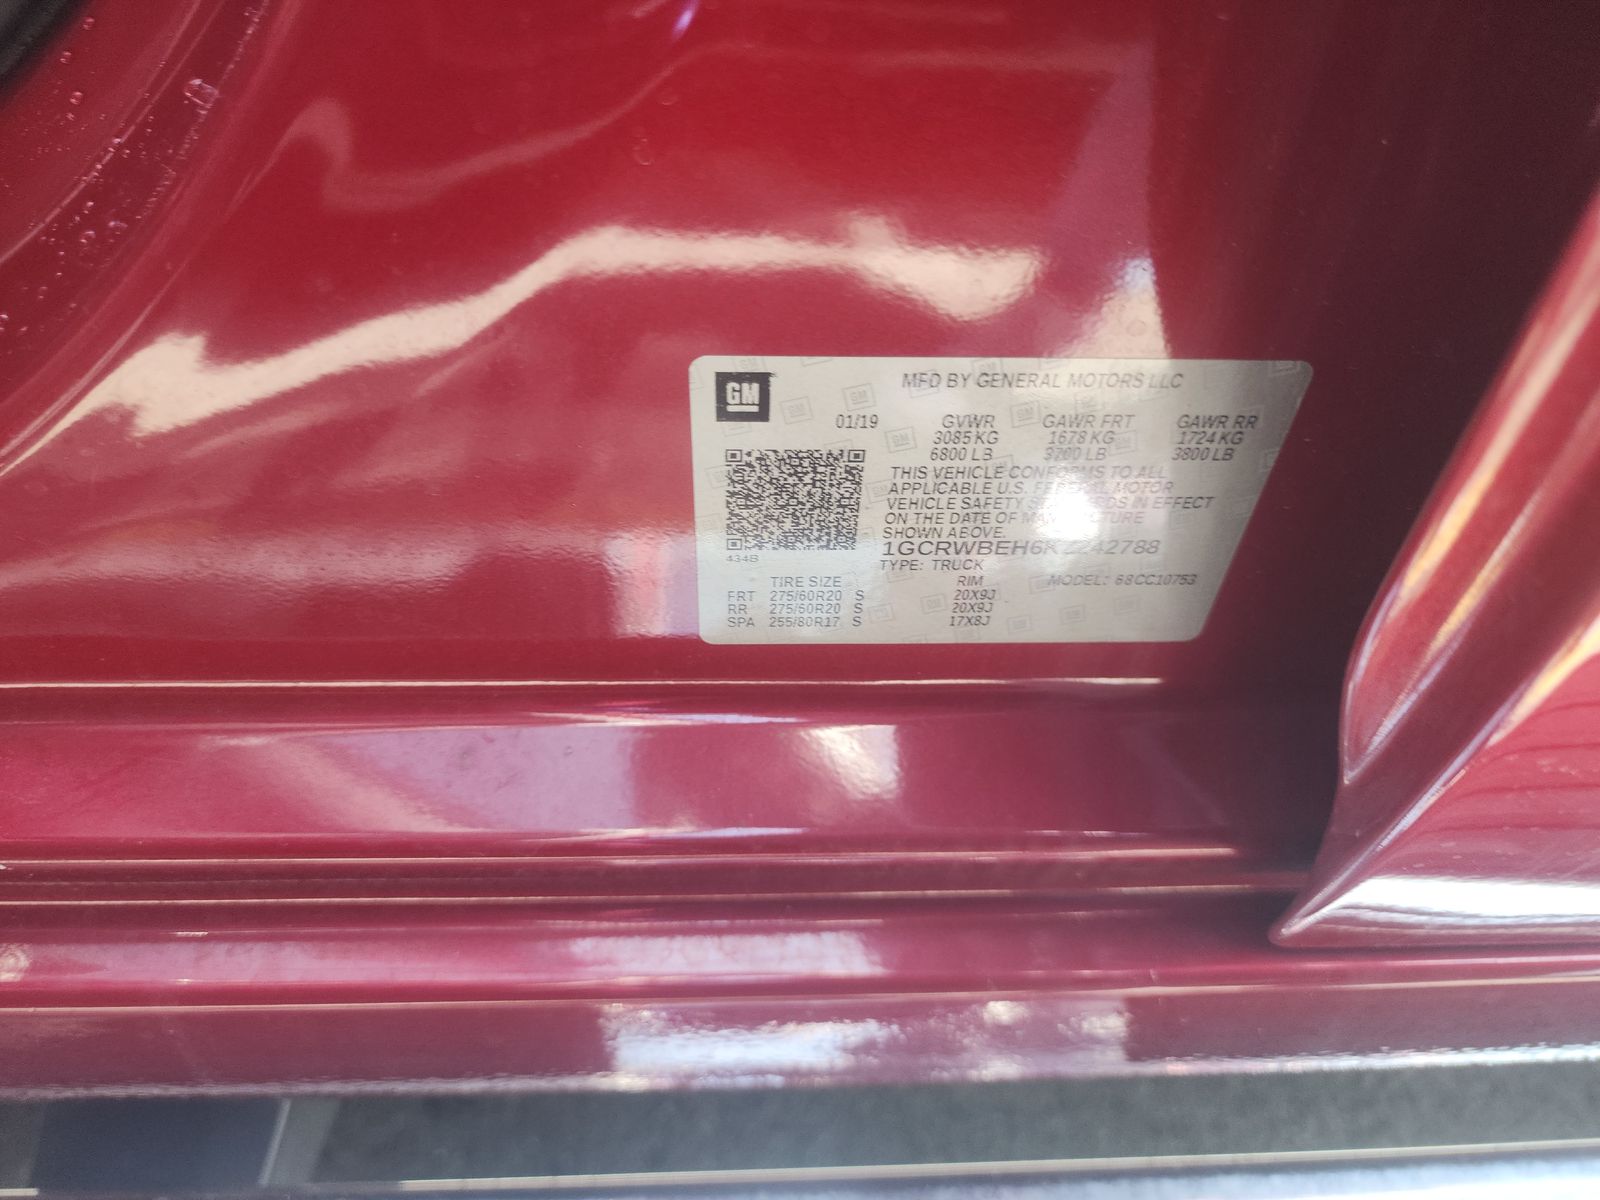 GM
MFD BY GENERAL MOTORS LLC
01/19 GVWR GAWR FRT GAWR RR
3085 KG 1678 KG 1724 KG
6800 LB 3700 LB 3800 LB
THIS VEHICLE CONFORMS TO ALL
APPLICABLE U.S. FEDERAL MOTOR
VEHICLE SAFETY IN EFFECT
ON THE DATE OF MANUFACTURE
SHOWN ABOVE.
434B
TYPE: TRUCK
TIRE SIZE RIM MODEL:
FRT 275/60R20 S 20X9J
RR 275/60R20 S 20X9J
SPA 255/80R17 S 17X8J